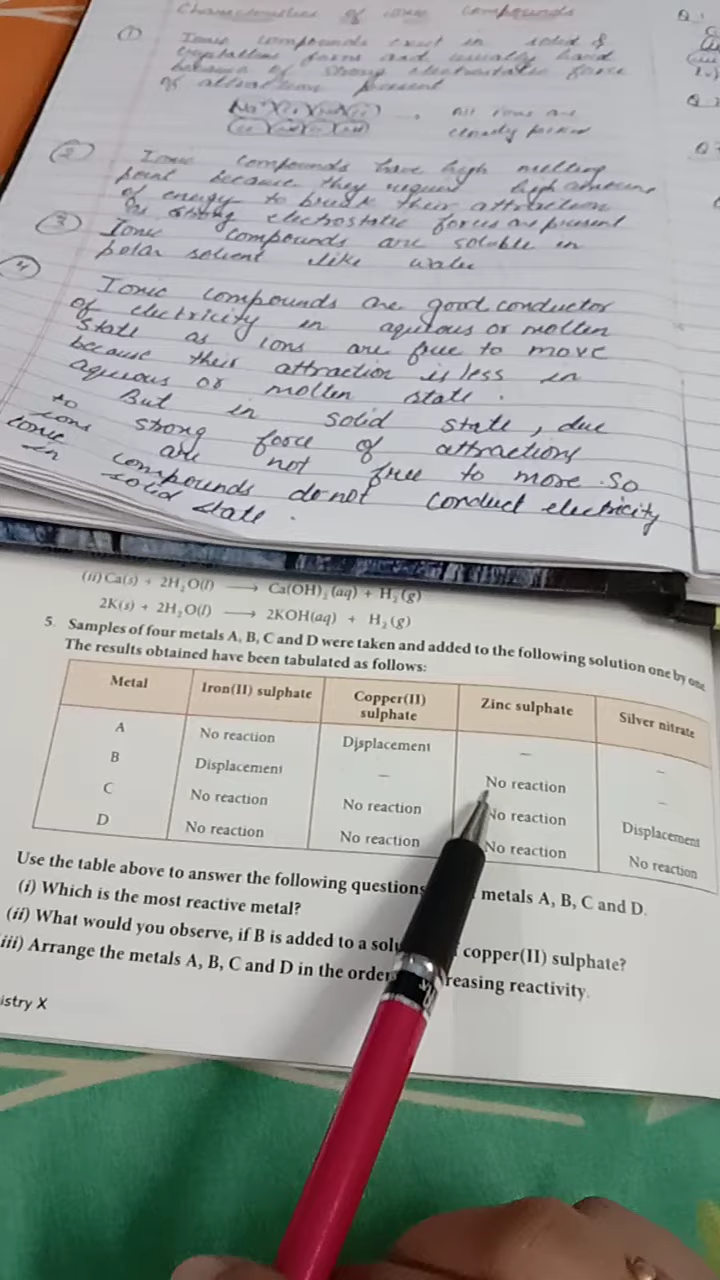 Characteristics of ionic compounds
① Ionic compounds exist in solid &
crystalline form and usually hard
because of strong electrostatic force
of attraction present
all ions are
closely packed
② Ionic compounds have high melting
point because they require high amount
of energy to break their attraction
as strong electrostatic forces are present
③ Ionic compounds are soluble in
polar solvent like water
4 Ionic compounds are good conductor
of electricity in aqueous or molten
state as ions are free to move
because their attraction is less in
aqueous or molten state.
But in solid state, due
to strong force of attractions
ions are not free to move. So
ionic compounds do not conduct electricity
in solid state.
(ii) Ca(s) + 2H₂O(l) ⟶ Ca(OH)₂(aq) + H₂(g)
2K(s) + 2H₂O(l) ⟶ 2KOH(aq) + H₂(g)
5. Samples of four metals A, B, C and D were taken and added to the following solution one by one.
The results obtained have been tabulated as follows:
Metal Iron(II) sulphate Copper(II) sulphate Zinc sulphate Silver nitrate
A No reaction Displacement — —
B Displacement — No reaction —
C No reaction No reaction No reaction Displacement
D No reaction No reaction No reaction No reaction
Use the table above to answer the following questions metals A, B, C and D.
(i) Which is the most reactive metal?
(ii) What would you observe, if B is added to a solu copper(II) sulphate?
iii) Arrange the metals A, B, C and D in the order reasing reactivity.
istry X